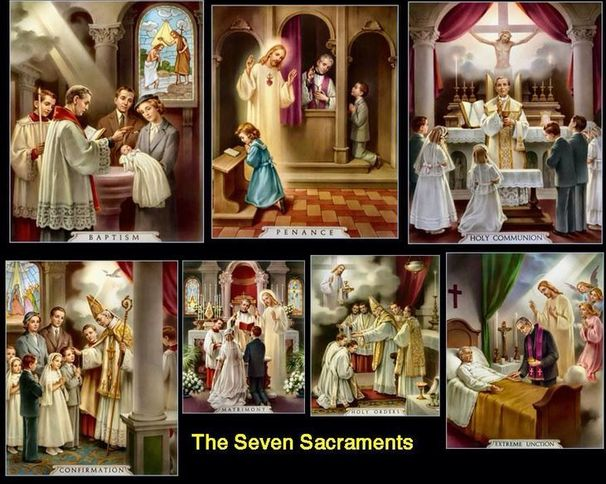 BAPTISM
PENANCE
HOLY COMMUNION
CONFIRMATION
MATRIMONY
HOLY ORDERS
EXTREME UNCTION
The Seven Sacraments